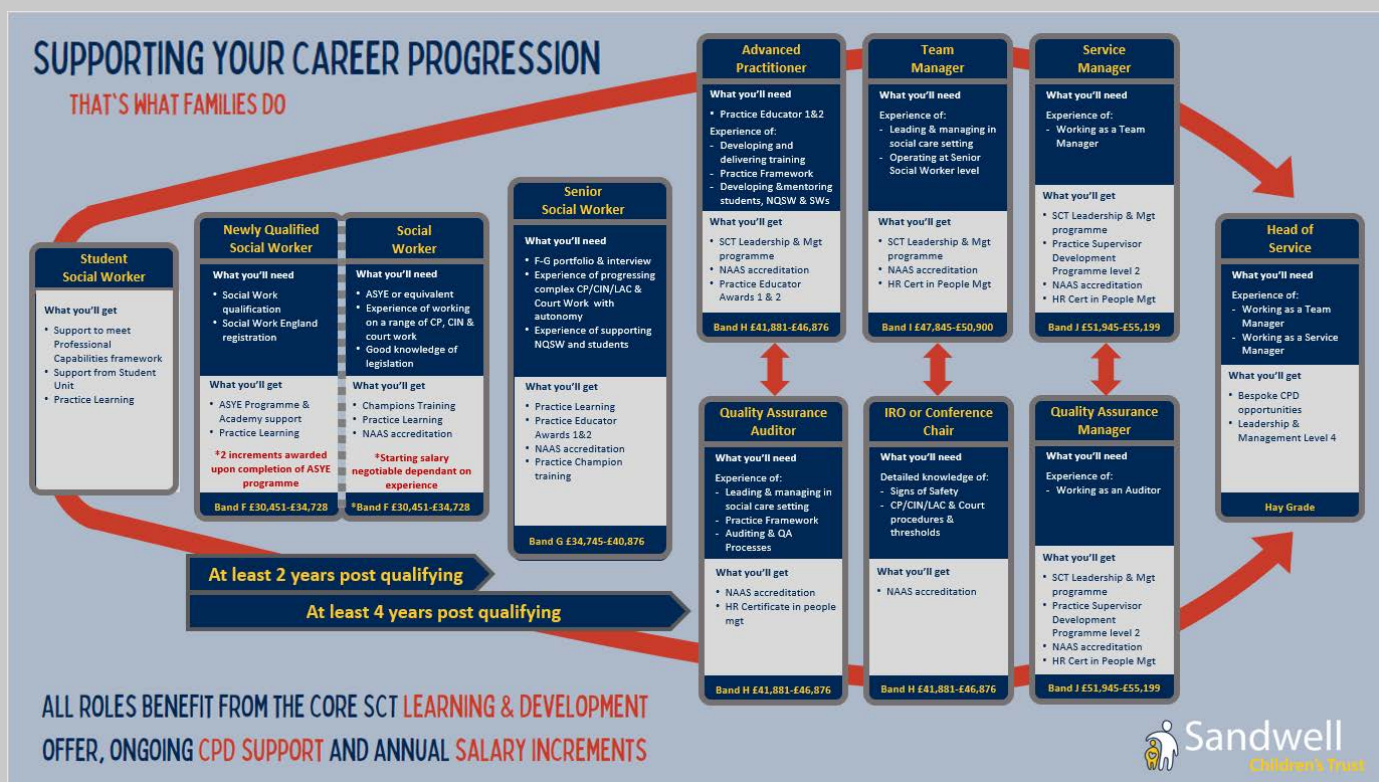 SUPPORTING YOUR CAREER PROGRESSION
THAT'S WHAT FAMILIES DO
Student
Social Worker
What you'll get
• Support to meet
Professional
Capabilities framework
• Support from Student
Unit
• Practice Learning
Newly Qualified
Social Worker
What you'll need
• Social Work
qualification
• Social Work England
registration
What you'll get
• ASYE Programme &
Academy support
• Practice Learning
*2 increments awarded
upon completion of ASYE
programme
Band F £30,451-£34,728
Social
Worker
What you'll need
• ASYE or equivalent
• Experience of working
on a range of CP, CIN &
court work
• Good knowledge of
legislation
What you'll get
• Champions Training
• Practice Learning
• NAAS accreditation
*Starting salary
negotiable dependant on
experience
*Band F £30,451-£34,728
Senior
Social Worker
What you'll need
• F-G portfolio & interview
• Experience of progressing
complex CP/CIN/LAC &
Court Work with
autonomy
• Experience of supporting
NQSW and students
What you'll get
• Practice Learning
• Practice Educator
Awards 1&2
• NAAS accreditation
• Practice Champion
training
Band G £34,745-£40,876
Advanced
Practitioner
What you'll need
• Practice Educator 1&2
Experience of:
- Developing and
delivering training
- Practice Framework
- Developing &mentoring
students, NQSW & SWs
What you'll get
• SCT Leadership & Mgt
programme
• NAAS accreditation
• Practice Educator
Awards 1 & 2
Band H £41,881-£46,876
Team
Manager
What you'll need
Experience of:
- Leading & managing in
social care setting
- Operating at Senior
Social Worker level
What you'll get
• SCT Leadership & Mgt
programme
• NAAS accreditation
• HR Cert in People Mgt
Band I £47,845-£50,900
Service
Manager
What you'll need
Experience of:
- Working as a Team
Manager
What you'll get
• SCT Leadership & Mgt
programme
• Practice Supervisor
Development
Programme level 2
• NAAS accreditation
• HR Cert in People Mgt
Band J £51,945-£55,199
Quality Assurance
Auditor
What you'll need
Experience of:
- Leading & managing in
social care setting
- Practice Framework
- Auditing & QA
Processes
What you'll get
• NAAS accreditation
• HR Certificate in people
mgt
Band H £41,881-£46,876
IRO or Conference
Chair
What you'll need
Detailed knowledge of:
- Signs of Safety
- CP/CIN/LAC & Court
procedures &
thresholds
What you'll get
• NAAS accreditation
Band H £41,881-£46,876
Quality Assurance
Manager
What you'll need
Experience of:
- Working as an Auditor
What you'll get
• SCT Leadership & Mgt
programme
• Practice Supervisor
Development
Programme level 2
• NAAS accreditation
• HR Cert in People Mgt
Band J £51,945-£55,199
Head of
Service
What you'll need
Experience of:
- Working as a Team
Manager
- Working as a Service
Manager
What you'll get
• Bespoke CPD
opportunities
• Leadership &
Management Level 4
Hay Grade
At least 2 years post qualifying
At least 4 years post qualifying
ALL ROLES BENEFIT FROM THE CORE SCT LEARNING & DEVELOPMENT
OFFER, ONGOING CPD SUPPORT AND ANNUAL SALARY INCREMENTS
Sandwell
Children's Trust